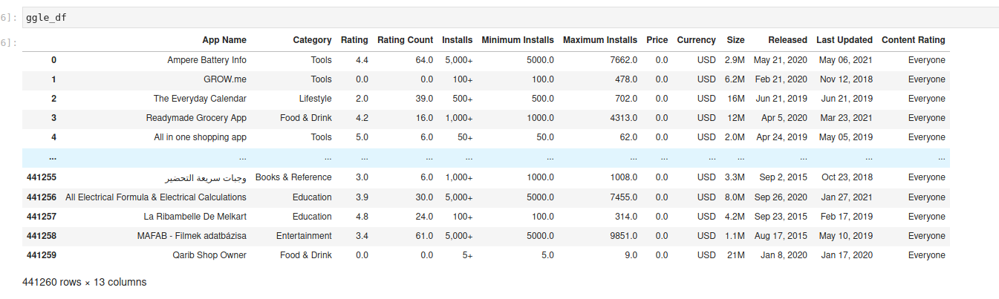 6]: ggle_df
6]:
App Name Category Rating Rating Count Installs Minimum Installs Maximum Installs Price Currency Size Released Last Updated Content Rating
0 Ampere Battery Info Tools 4.4 64.0 5,000+ 5000.0 7662.0 0.0 USD 2.9M May 21, 2020 May 06, 2021 Everyone
1 GROW.me Tools 0.0 0.0 100+ 100.0 478.0 0.0 USD 6.2M Feb 21, 2020 Nov 12, 2018 Everyone
2 The Everyday Calendar Lifestyle 2.0 39.0 500+ 500.0 702.0 0.0 USD 16M Jun 21, 2019 Jun 21, 2019 Everyone
3 Readymade Grocery App Food & Drink 4.2 16.0 1,000+ 1000.0 4313.0 0.0 USD 12M Apr 5, 2020 Mar 23, 2021 Everyone
4 All in one shopping app Tools 5.0 6.0 50+ 50.0 62.0 0.0 USD 2.0M Apr 24, 2019 May 05, 2019 Everyone
... ... ... ... ... ... ... ... ... ... ... ... ... ...
441255 وجبات سريعة التحضير Books & Reference 3.0 6.0 1,000+ 1000.0 1008.0 0.0 USD 3.3M Sep 2, 2015 Oct 23, 2018 Everyone
441256 All Electrical Formula & Electrical Calculations Education 3.9 30.0 5,000+ 5000.0 7455.0 0.0 USD 8.0M Sep 26, 2020 Jan 27, 2021 Everyone
441257 La Ribambelle De Melkart Education 4.8 24.0 100+ 100.0 314.0 0.0 USD 4.2M Sep 23, 2015 Feb 17, 2019 Everyone
441258 MAFAB - Filmek adatbázisa Entertainment 3.4 61.0 5,000+ 5000.0 9851.0 0.0 USD 1.1M Aug 17, 2015 May 10, 2019 Everyone
441259 Qarib Shop Owner Food & Drink 0.0 0.0 5+ 5.0 9.0 0.0 USD 21M Jan 8, 2020 Jan 17, 2020 Everyone
441260 rows × 13 columns